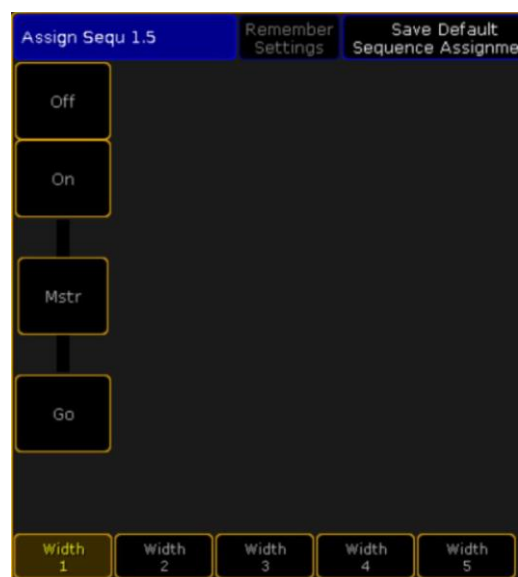 Assign Sequ 1.5
Remember
Settings
Save Default
Sequence Assignme
Off
On
Mstr
Go
Width
1
Width
2
Width
3
Width
4
Width
5